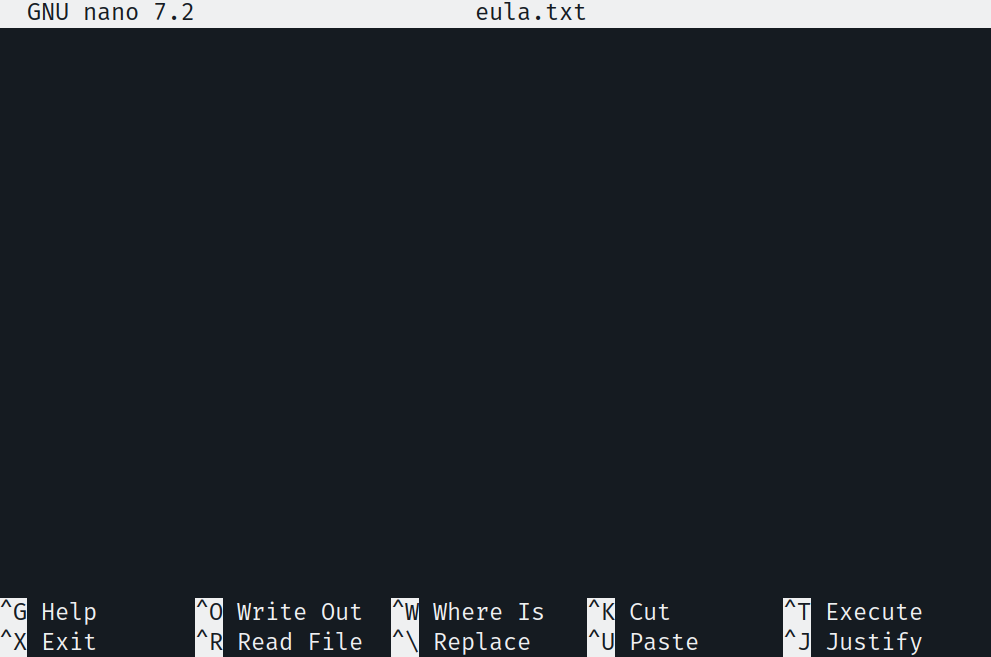 GNU nano 7.2 eula.txt
^G Help ^O Write Out ^W Where Is ^K Cut ^T Execute
^X Exit ^R Read File ^\ Replace ^U Paste ^J Justify